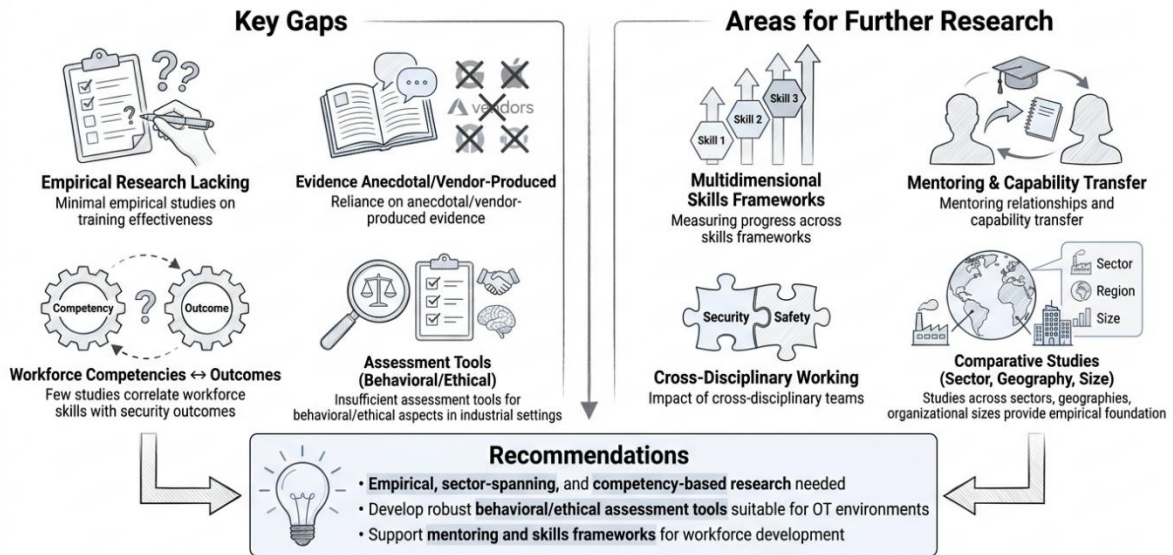 Key Gaps
Empirical Research Lacking
Minimal empirical studies on
training effectiveness
vendors
Evidence Anecdotal/Vendor-Produced
Reliance on anecdotal/vendor-
produced evidence
Competency
?
Outcome
Workforce Competencies ↔ Outcomes
Few studies correlate workforce
skills with security outcomes
Assessment Tools
(Behavioral/Ethical)
Insufficient assessment tools for
behavioral/ethical aspects in industrial settings
Areas for Further Research
Skill 1
Skill 2
Skill 3
Multidimensional
Skills Frameworks
Measuring progress across
skills frameworks
Mentoring & Capability Transfer
Mentoring relationships and
capability transfer
Security
Safety
Cross-Disciplinary Working
Impact of cross-disciplinary teams
Sector
Region
Size
Comparative Studies
(Sector, Geography, Size)
Studies across sectors, geographies,
organizational sizes provide empirical foundation
Recommendations
• Empirical, sector-spanning, and competency-based research needed
• Develop robust behavioral/ethical assessment tools suitable for OT environments
• Support mentoring and skills frameworks for workforce development